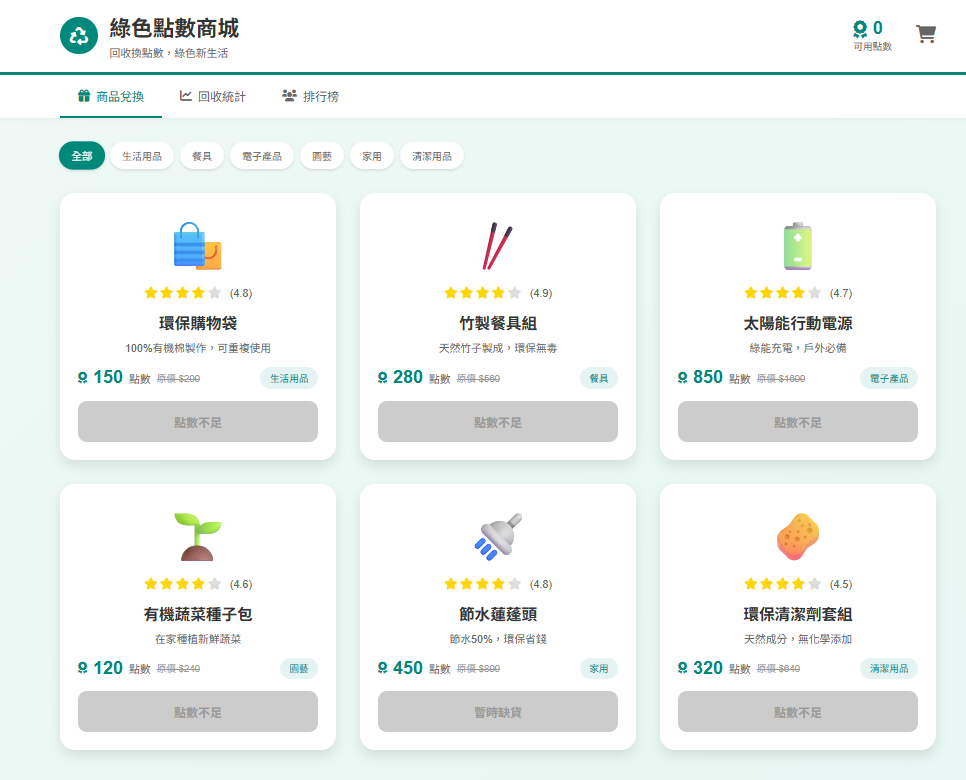 綠色點數商城
回收換點數，綠色新生活
0
可用點數
商品兌換 回收統計 排行榜
全部 生活用品 餐具 電子產品 園藝 家用 清潔用品
(4.8)
環保購物袋
100%有機棉製作，可重複使用
150 點數 原價 $200 生活用品
點數不足
(4.9)
竹製餐具組
天然竹子製成，環保無毒
280 點數 原價 $560 餐具
點數不足
(4.7)
太陽能行動電源
綠能充電，戶外必備
850 點數 原價 $1600 電子產品
點數不足
(4.6)
有機蔬菜種子包
在家種植新鮮蔬菜
120 點數 原價 $240 園藝
點數不足
(4.8)
節水蓮蓬頭
節水50%，環保省錢
450 點數 原價 $800 家用
暫時缺貨
(4.5)
環保清潔劑套組
天然成分，無化學添加
320 點數 原價 $640 清潔用品
點數不足